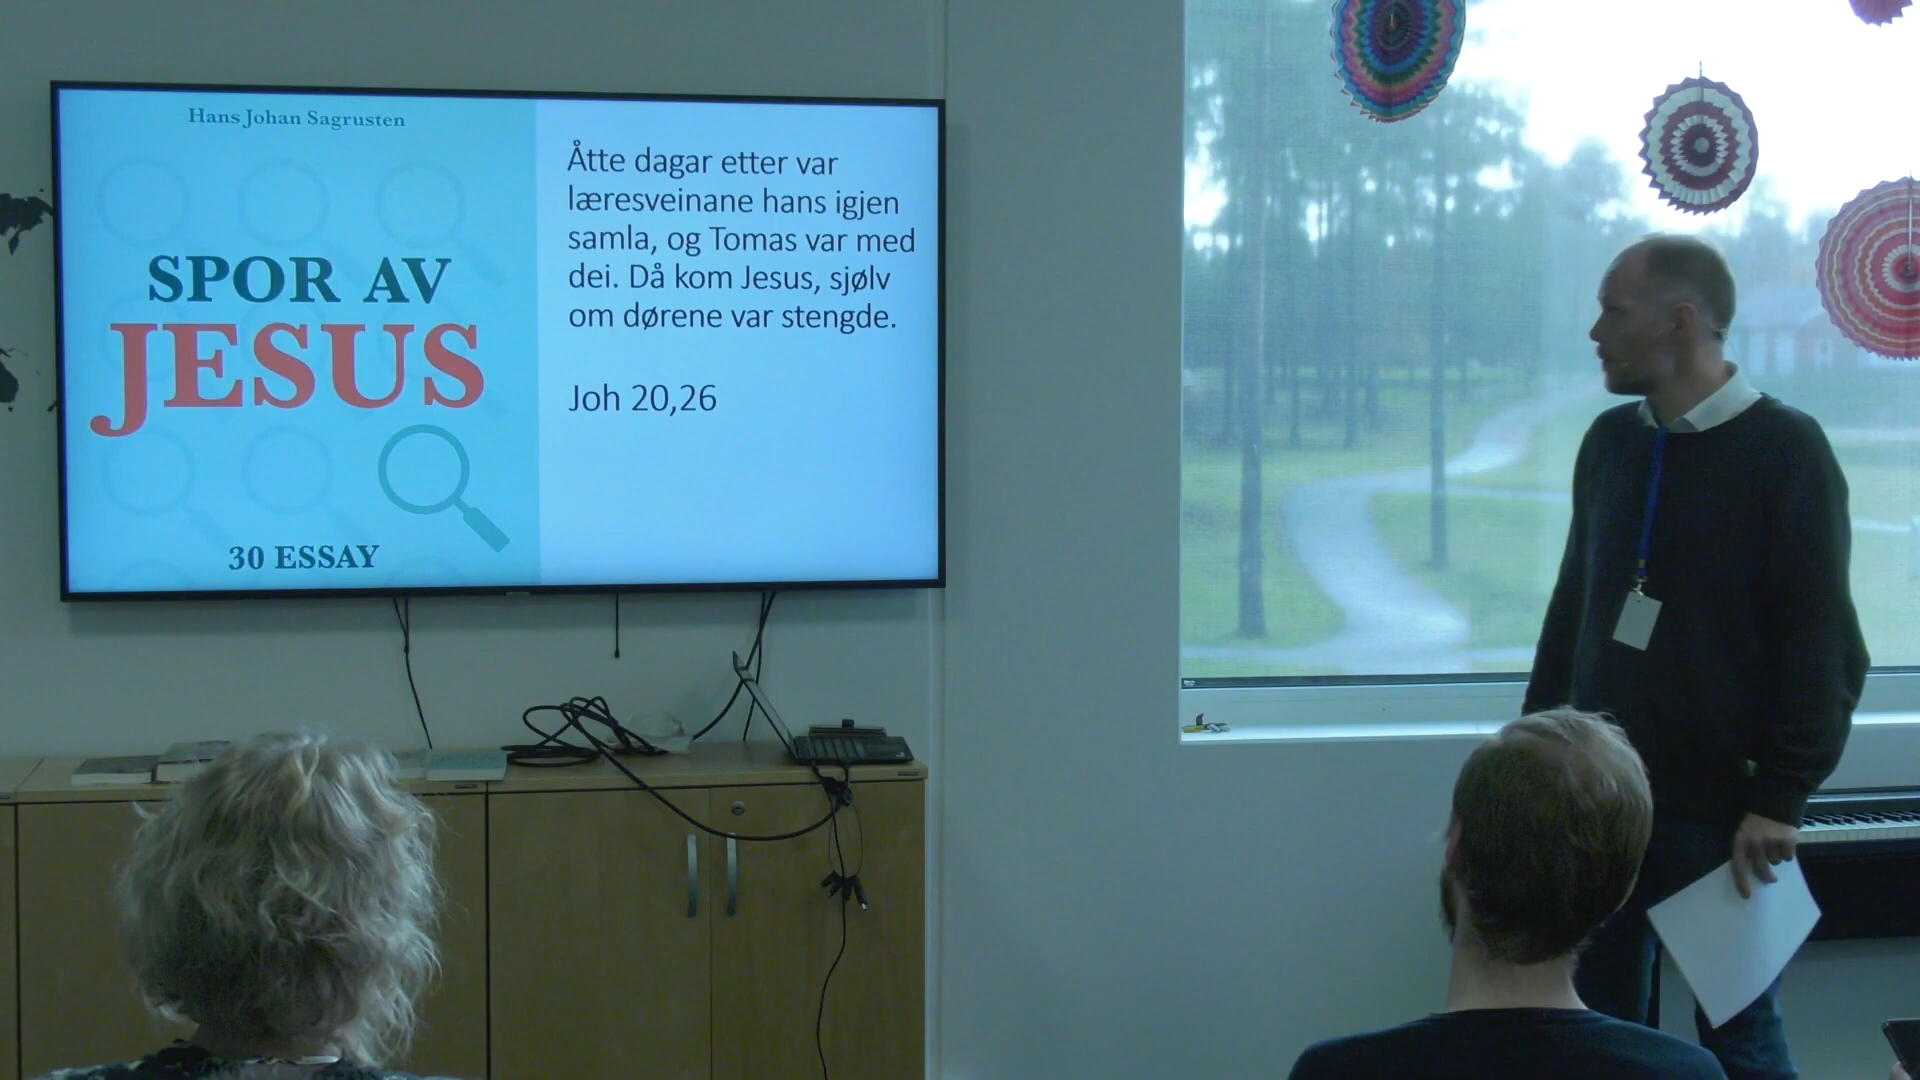 Hans Johan Sagrusten
SPOR AV
JESUS
30 ESSAY
Åtte dagar etter var
læresveinane hans igjen
samla, og Tomas var med
dei. Då kom Jesus, sjølv
om dørene var stengde.
Joh 20,26